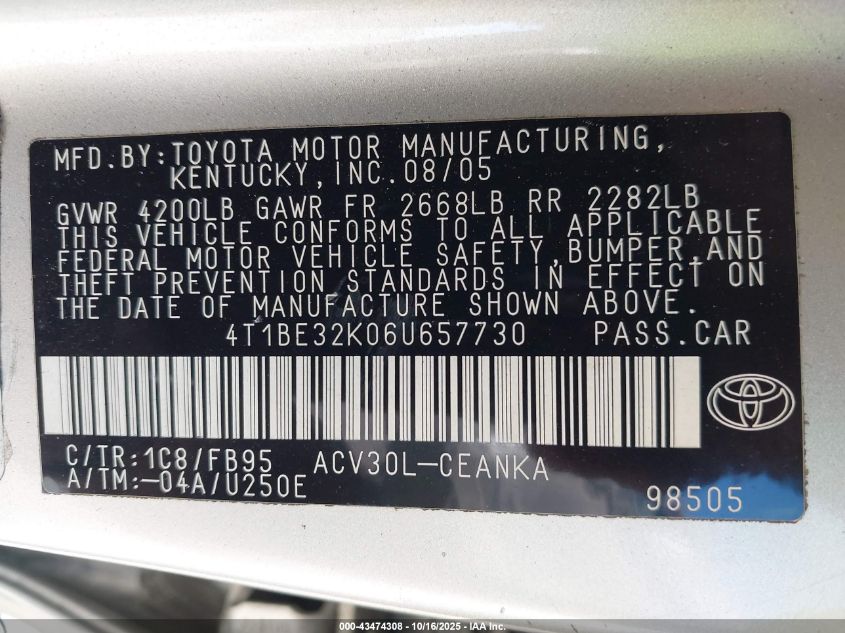 MFD.BY:TOYOTA MOTOR MANUFACTURING,
KENTUCKY,INC.08/05
GVWR 4200LB GAWR FR 2668LB RR 2282LB
THIS VEHICLE CONFORMS TO ALL APPLICABLE
FEDERAL MOTOR VEHICLE SAFETY,BUMPER,AND
THEFT PREVENTION STANDARDS IN EFFECT ON
THE DATE OF MANUFACTURE SHOWN ABOVE.
4T1BE32K06U657730 PASS.CAR
C/TR:1C8/FB95 ACV30L-CEANKA
A/TM:-04A/U250E
98505
000-43474308 - 10/16/2025 - IAA Inc.